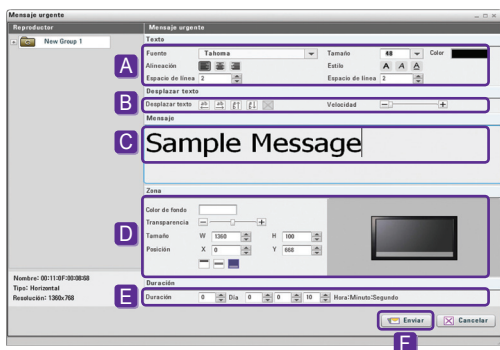 Mensaje urgente
Reproductor
Mensaje urgente
New Group 1
Texto
A
Fuente Tahoma Tamaño 48 Color
Alineación Estilo A A A
Espacio de línea 2 Espacio de línea 2
Desplazar texto
B
Desplazar texto Velocidad
Mensaje
C
Sample Message
Zona
D
Color de fondo
Transparencia
Tamaño W 1360 H 100
Posición X 0 Y 668
Nombre: 00:11:0F:00:08:68
Tipo: Horizontal
Resolución: 1360x768
Duración
E
Duración 0 Día 0 0 10 Hora:Minuto:Segundo
Enviar Cancelar
F